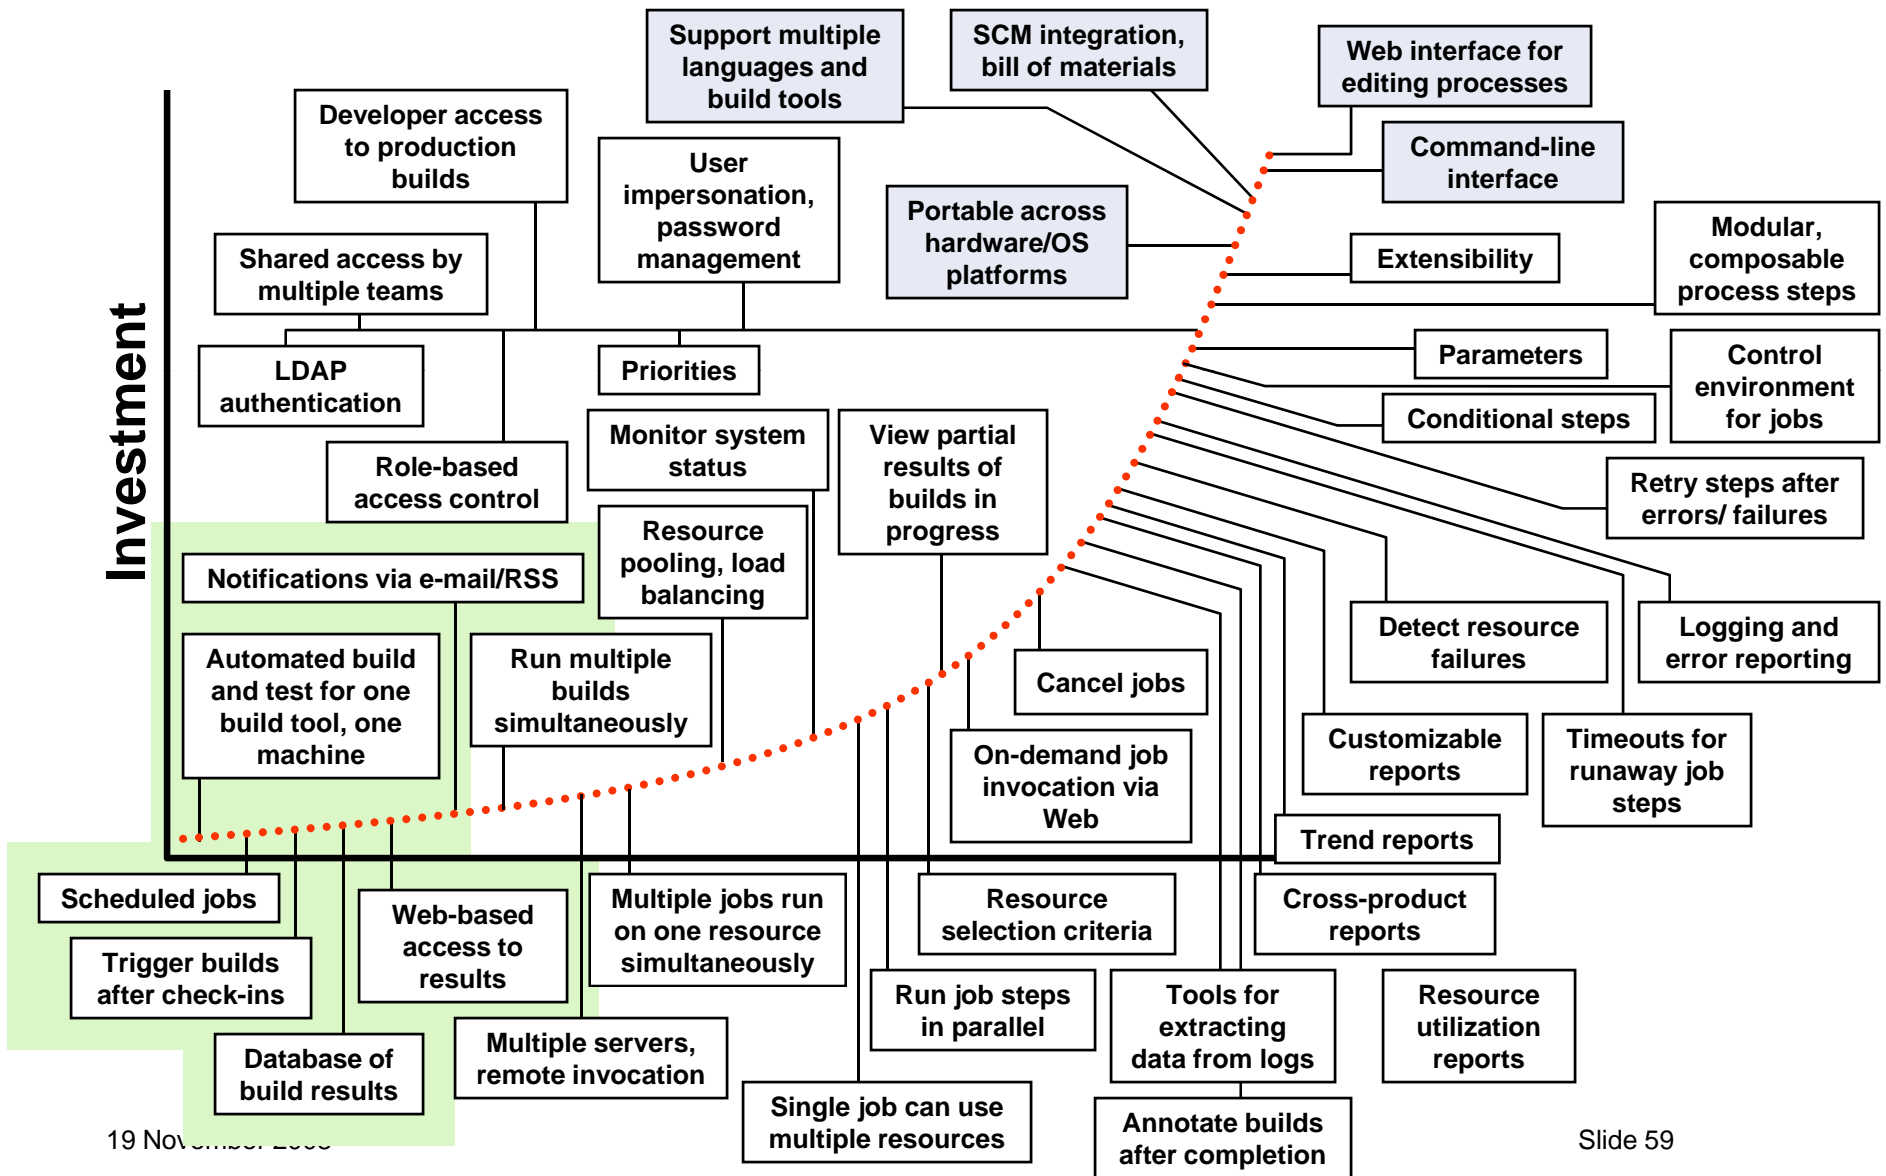 Support multiple
languages and
build tools
SCM integration,
bill of materials
Web interface for
editing processes
Developer access
to production
builds
User
impersonation,
password
management
Command-line
interface
Portable across
hardware/OS
platforms
Modular,
composable
process steps
Shared access by
multiple teams
Extensibility
Investment
LDAP
authentication
Priorities
Parameters
Control
environment
for jobs
Conditional steps
Monitor system
status
View partial
results of
builds in
progress
Role-based
access control
Retry steps after
errors/ failures
Resource
pooling, load
balancing
Notifications via e-mail/RSS
Automated build
and test for one
build tool, one
machine
Run multiple
builds
simultaneously
Cancel jobs
Detect resource
failures
Logging and
error reporting
On-demand job
invocation via
Web
Customizable
reports
Timeouts for
runaway job
steps
Trend reports
Scheduled jobs
Web-based
access to
results
Multiple jobs run
on one resource
simultaneously
Resource
selection criteria
Cross-product
reports
Trigger builds
after check-ins
Run job steps
in parallel
Tools for
extracting
data from logs
Resource
utilization
reports
Database of
build results
Multiple servers,
remote invocation
Single job can use
multiple resources
Annotate builds
after completion
19
Slide 59